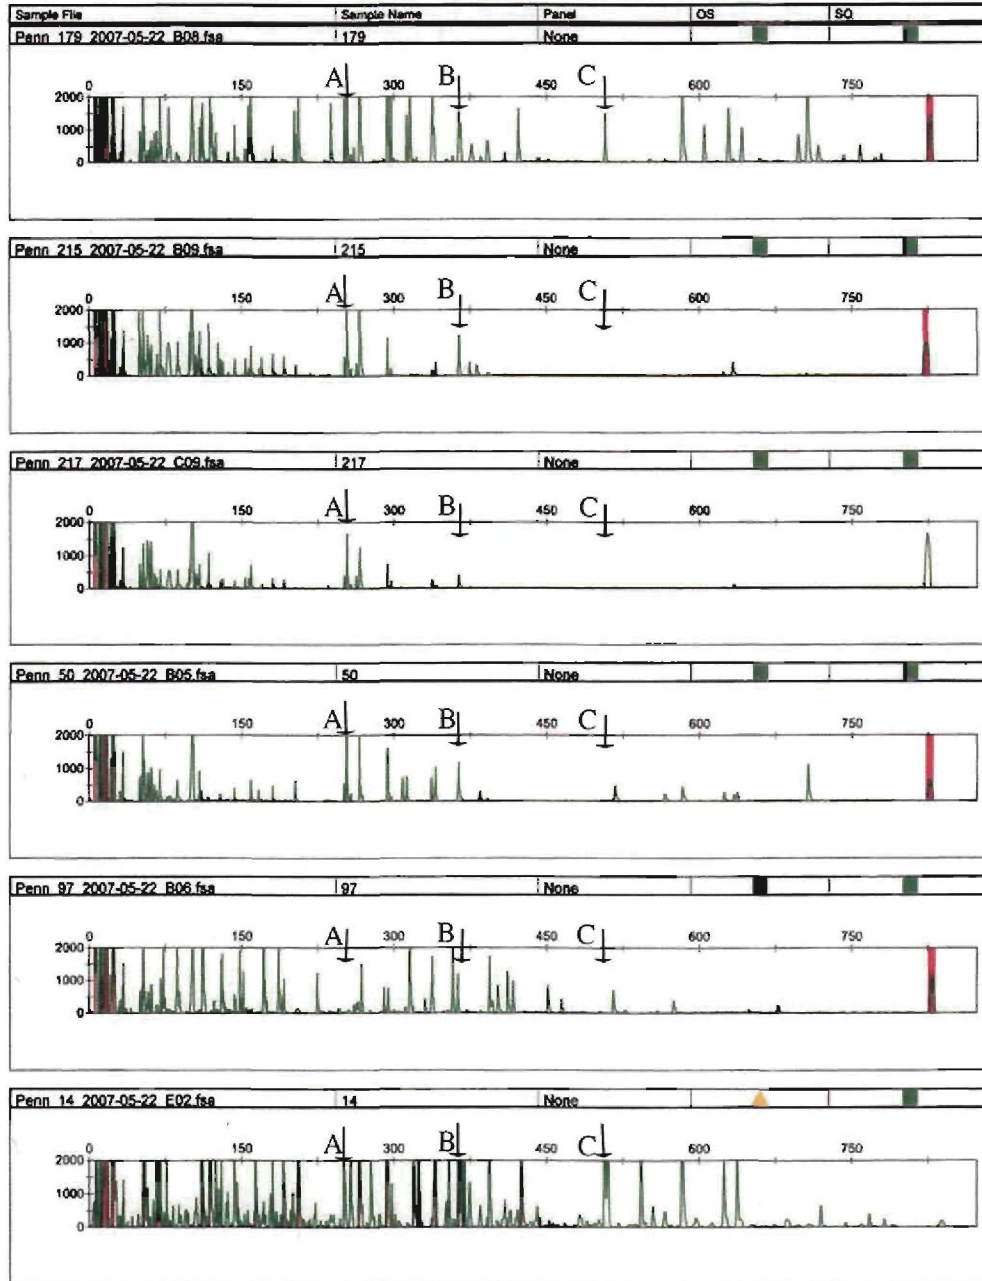 Sample File Sample Name Panel OS SQ
Penn 179 2007-05-22 B08.fsa 179 None
A B C
0 150 300 450 600 750
2000
1000
0
Penn 215 2007-05-22 B09.fsa 215 None
A B C
0 150 300 450 600 750
2000
1000
0
Penn 217 2007-05-22 C09.fsa 217 None
A B C
0 150 300 450 600 750
2000
1000
0
Penn 50 2007-05-22 B05.fsa 50 None
A B C
0 150 300 450 600 750
2000
1000
0
Penn 97 2007-05-22 B06.fsa 97 None
A B C
0 150 300 450 600 750
2000
1000
0
Penn 14 2007-05-22 E02.fsa 14 None
A B C
0 150 300 450 600 750
2000
1000
0